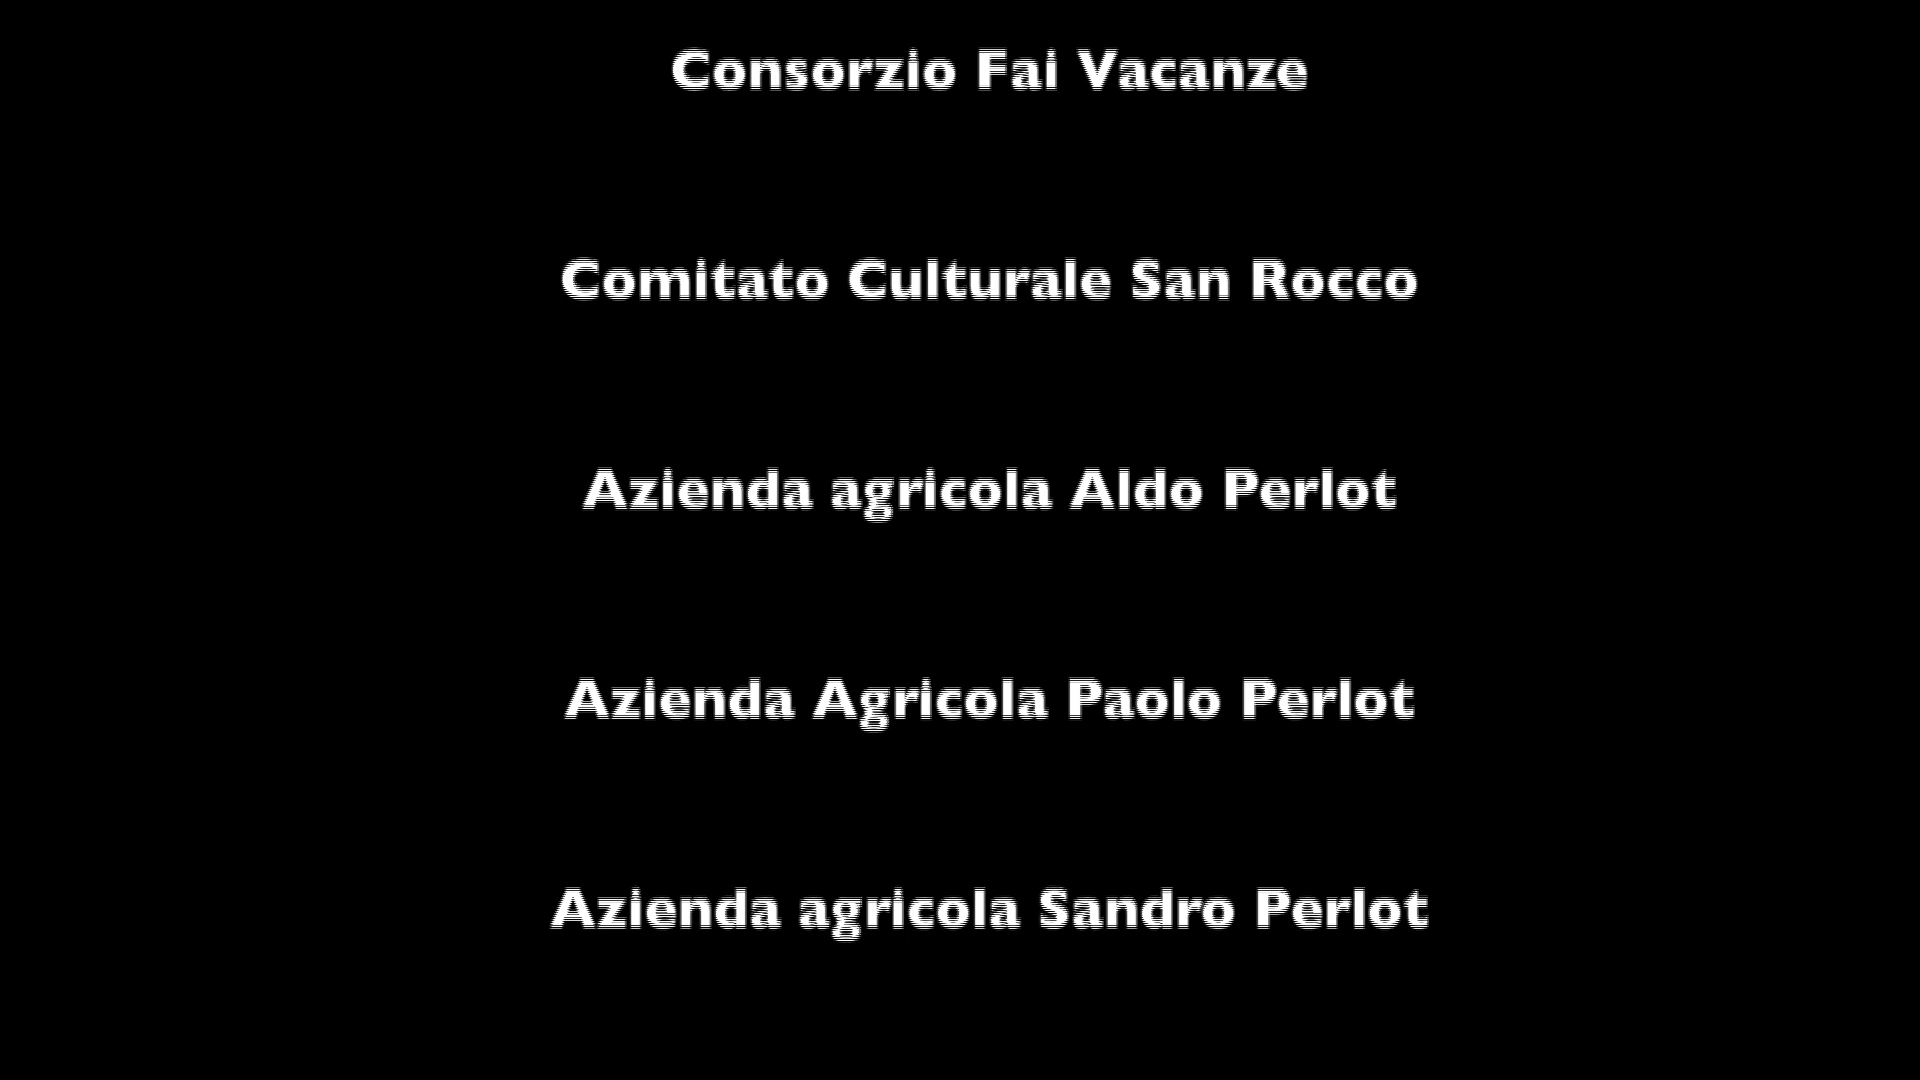 Consorzio Fai Vacanze
Comitato Culturale San Rocco
Azienda agricola Aldo Perlot
Azienda Agricola Paolo Perlot
Azienda agricola Sandro Perlot